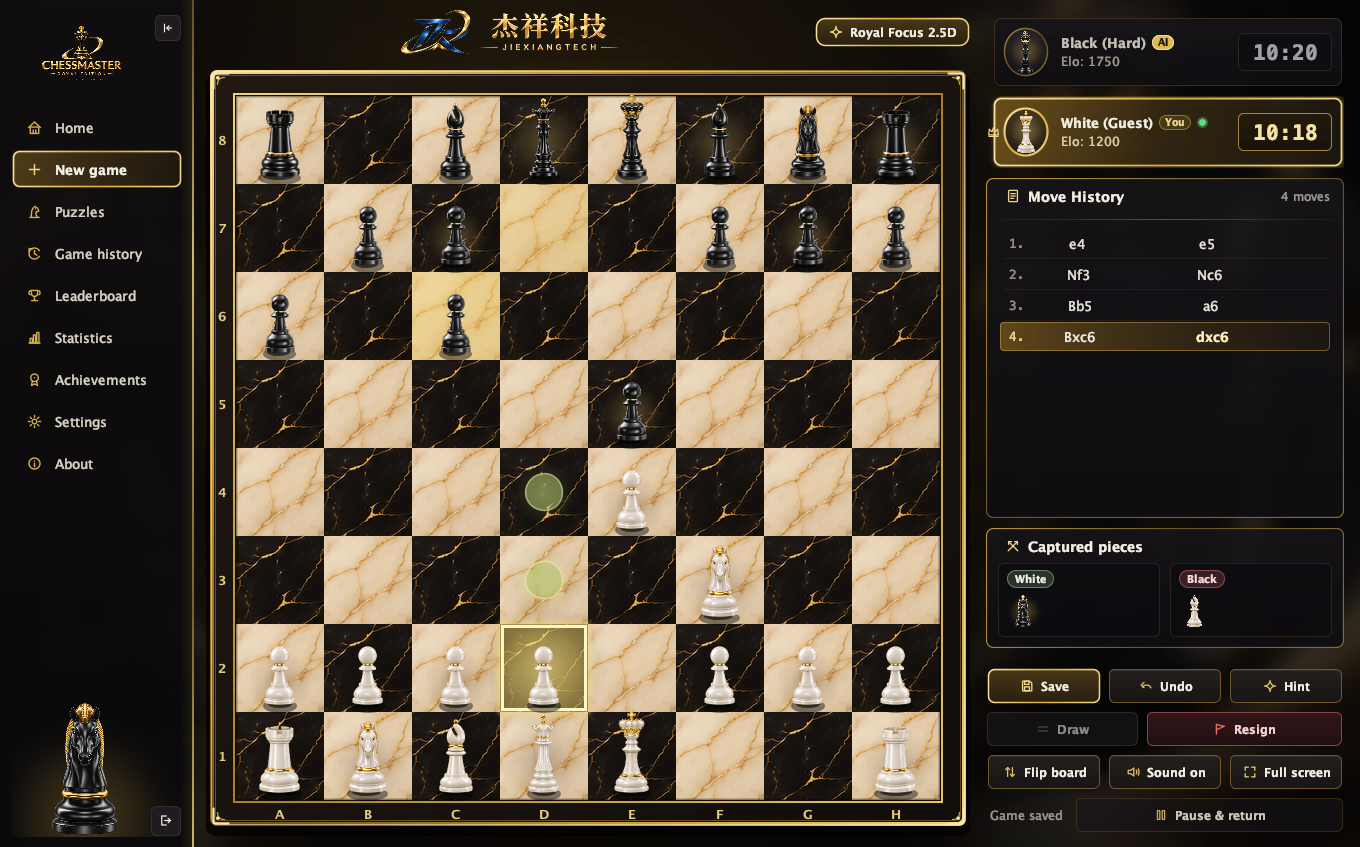 CHESSMASTER
ROYAL EDITION
Home
New game
Puzzles
Game history
Leaderboard
Statistics
Achievements
Settings
About
杰祥科技
JIEXIANGTECH
Royal Focus 2.5D
8
7
6
5
4
3
2
1
A B C D E F G H
Black (Hard) AI
Elo: 1750
10:20
White (Guest) You
Elo: 1200
10:18
Move History 4 moves
1. e4 e5
2. Nf3 Nc6
3. Bb5 a6
4. Bxc6 dxc6
Captured pieces
White Black
Save Undo Hint
Draw Resign
Flip board Sound on Full screen
Game saved Pause & return